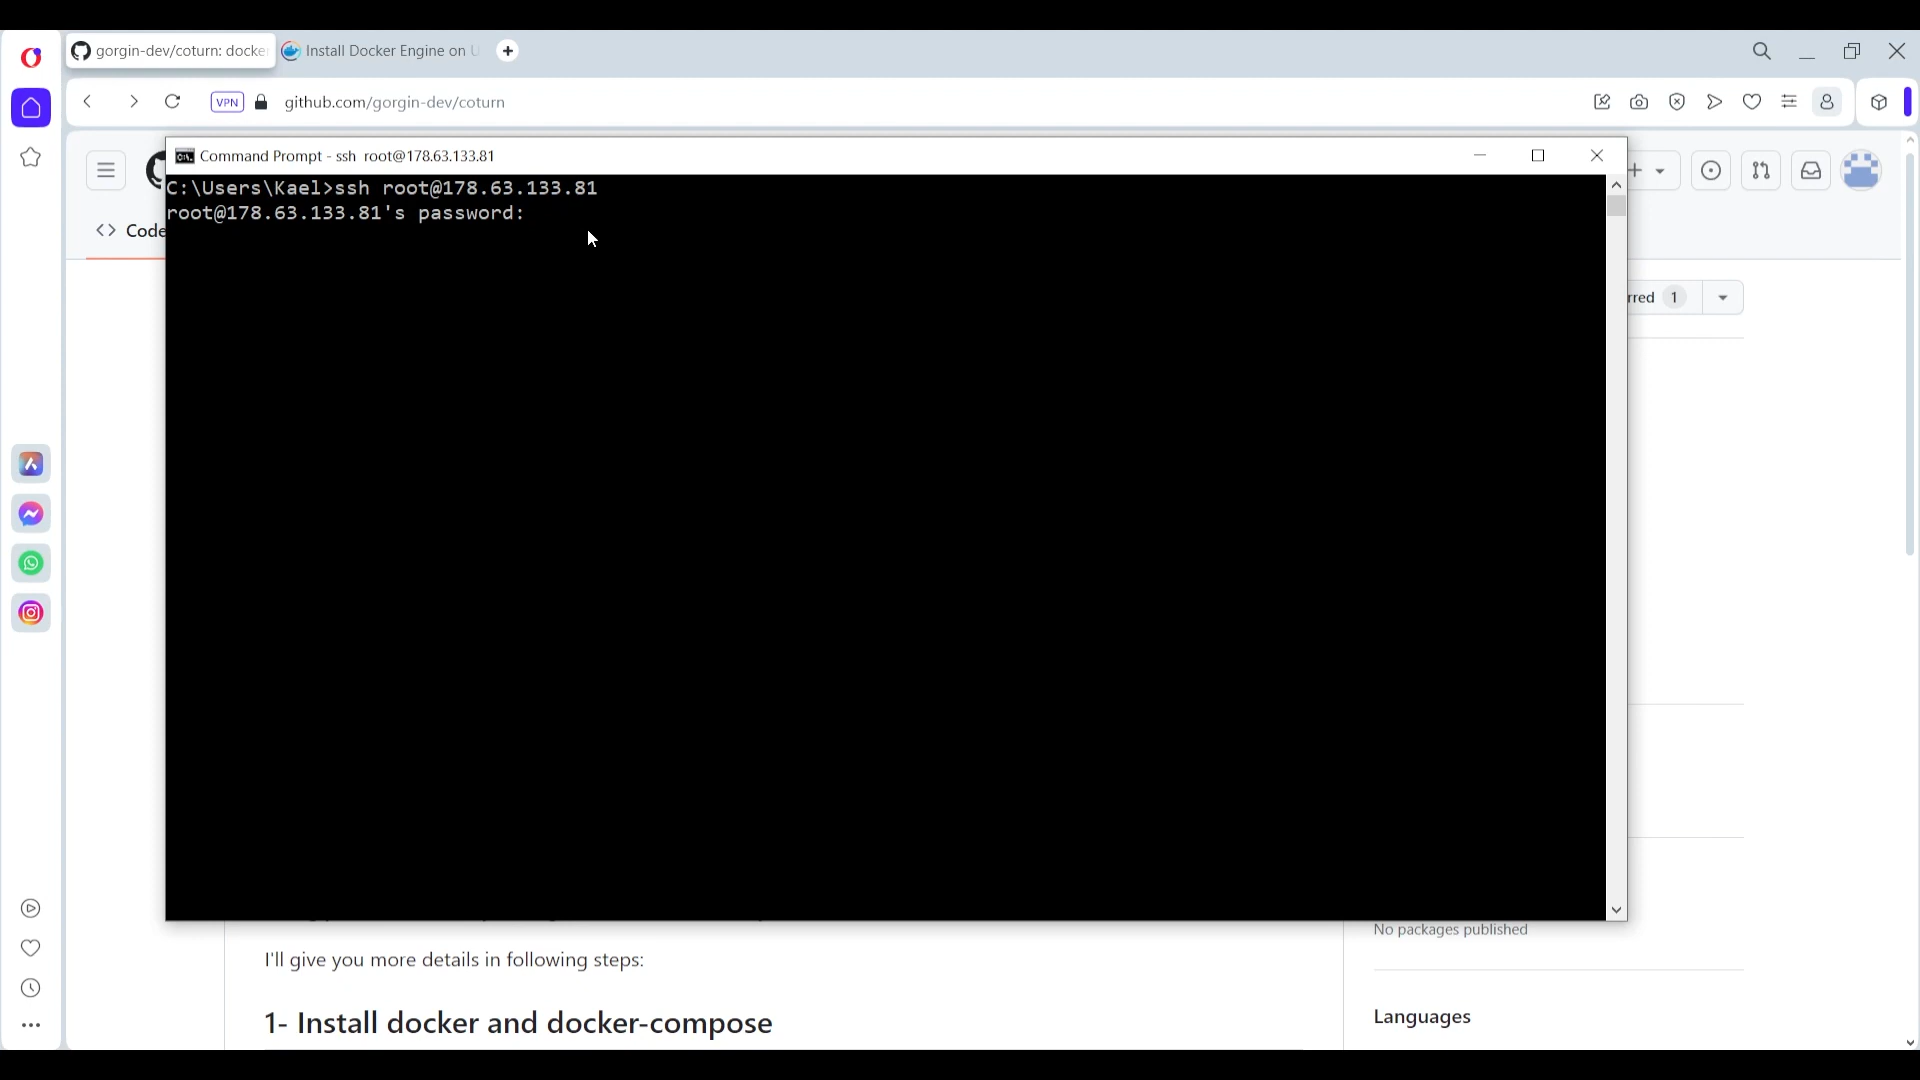 gorgin-dev/coturn: docke
Install Docker Engine on U
VPN
github.com/gorgin-dev/coturn
Command Prompt - ssh root@178.63.133.81
C:\Users\Kael>ssh root@178.63.133.81
root@178.63.133.81's password:
Code
rred 1
No packages published
I'll give you more details in following steps:
1- Install docker and docker-compose
Languages